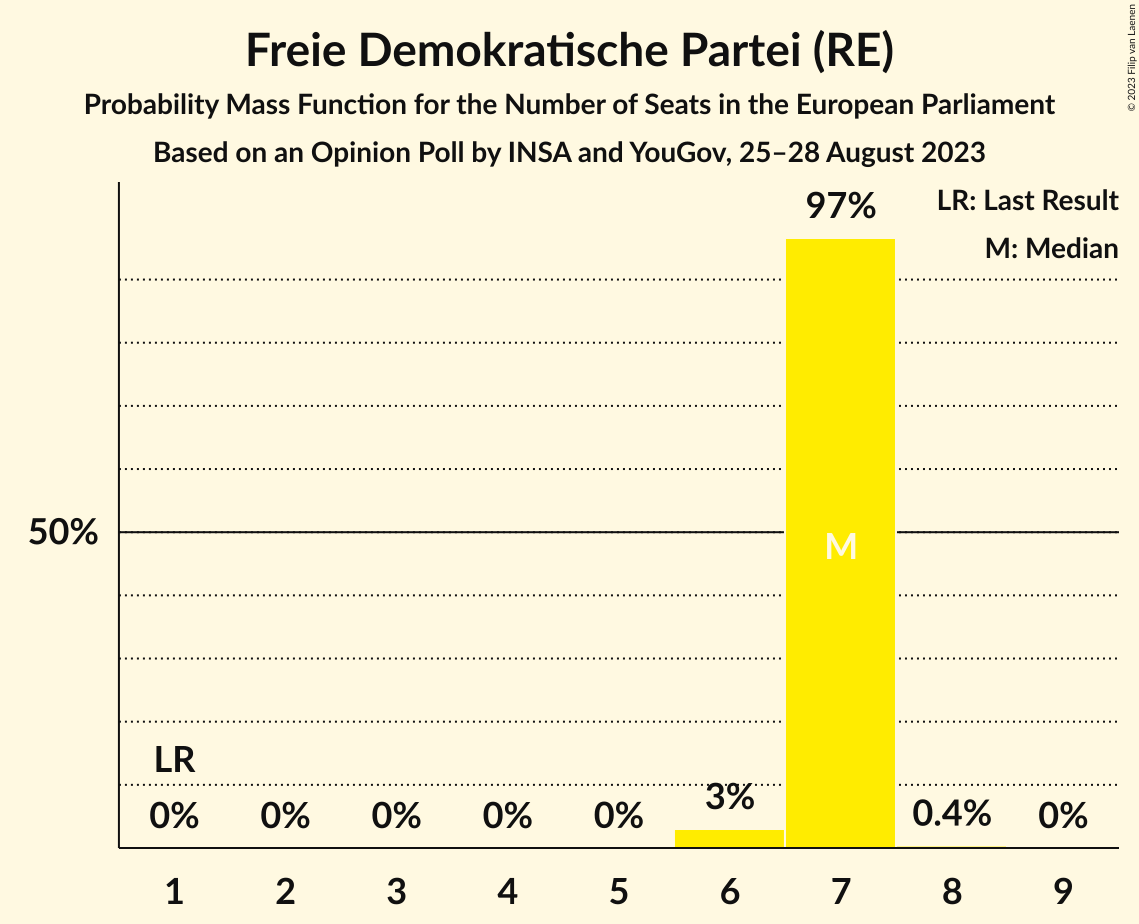 Freie Demokratische Partei (RE)
Probability Mass Function for the Number of Seats in the European Parliament
Based on an Opinion Poll by INSA and YouGov, 25–28 August 2023
© 2023 Filip van Laenen
LR: Last Result
M: Median
97%
50%
M
LR
0%
0%
0%
0%
0%
3%
0.4%
0%
1
2
3
4
5
6
7
8
9